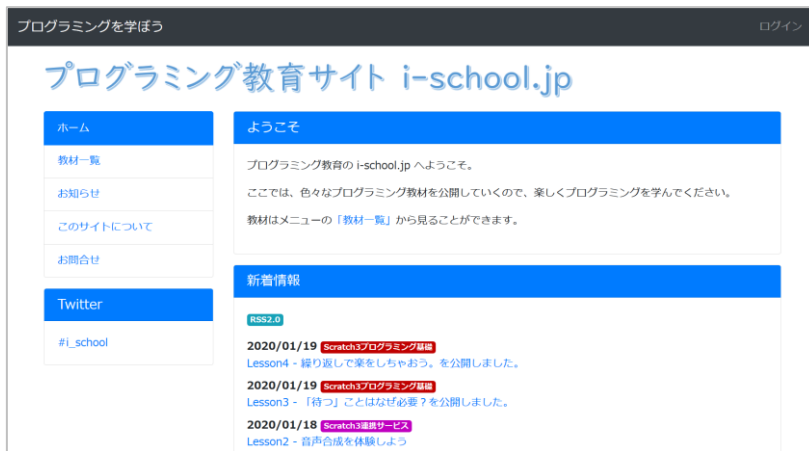 プログラミングを学ぼう
ログイン
プログラミング教育サイト i-school.jp
ホーム
教材一覧
お知らせ
このサイトについて
お問合せ
Twitter
#i_school
ようこそ
プログラミング教育の i-school.jp へようこそ。
ここでは、色々なプログラミング教材を公開していくので、楽しくプログラミングを学んでください。
教材はメニューの「教材一覧」から見ることができます。
新着情報
RSS2.0
2020/01/19 Scratch3プログラミング基礎
Lesson4 - 繰り返しで楽をしちゃおう。を公開しました。
2020/01/19 Scratch3プログラミング基礎
Lesson3 - 「待つ」ことはなぜ必要？を公開しました。
2020/01/18 Scratch3連携サービス
Lesson2 - 音声合成を体験しよう